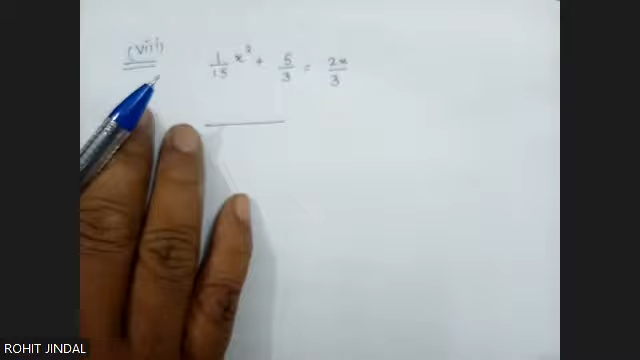 (viii) 1/15 x² + 5/3 = 2x/3
ROHIT JINDAL